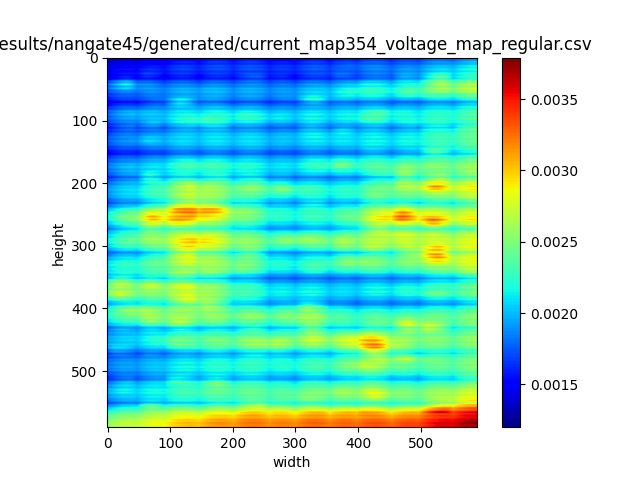 esults/nangate45/generated/current_map354_voltage_map_regular.csv
0
100
200
300
400
500
height
0 100 200 300 400 500
width
0.0035
0.0030
0.0025
0.0020
0.0015